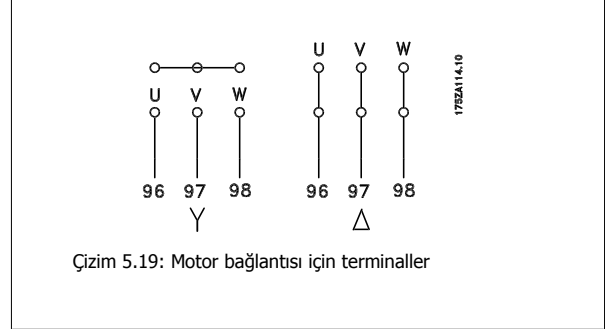 U V W
U V W
175ZA114.10
96 97 98
96 97 98
Y
Δ
Çizim 5.19: Motor bağlantısı için terminaller